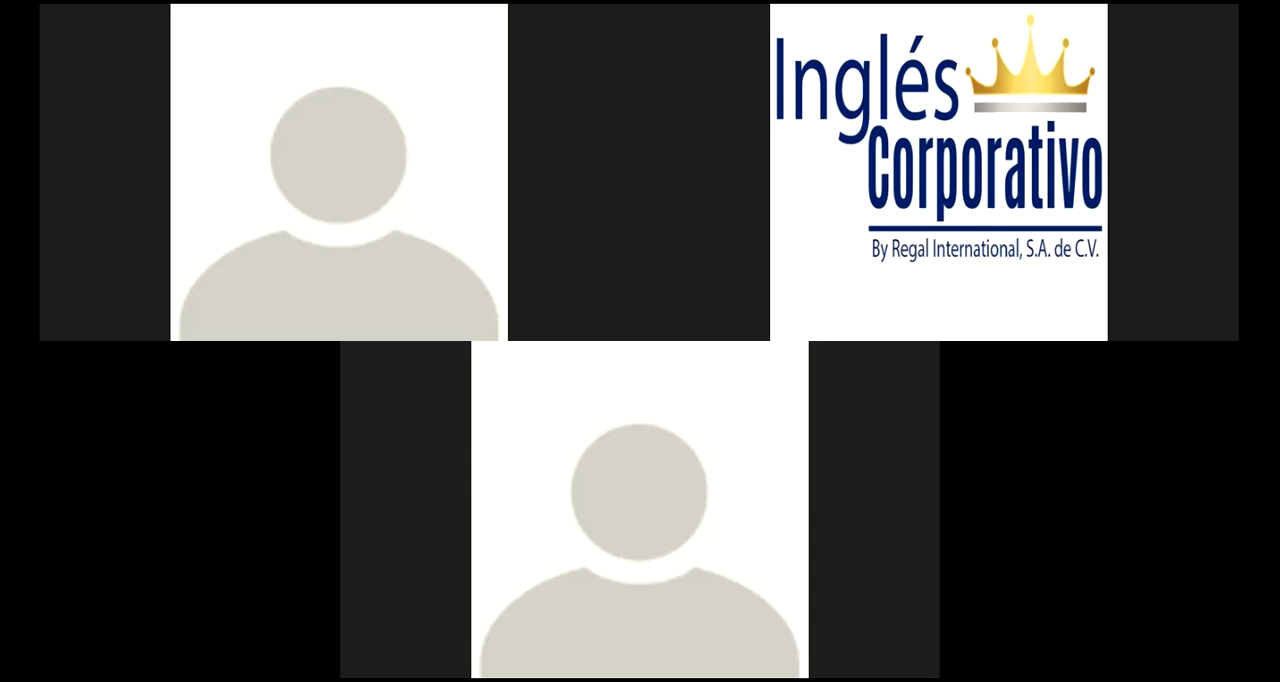 Inglés
Corporativo
By Regal International, S.A. de C.V.